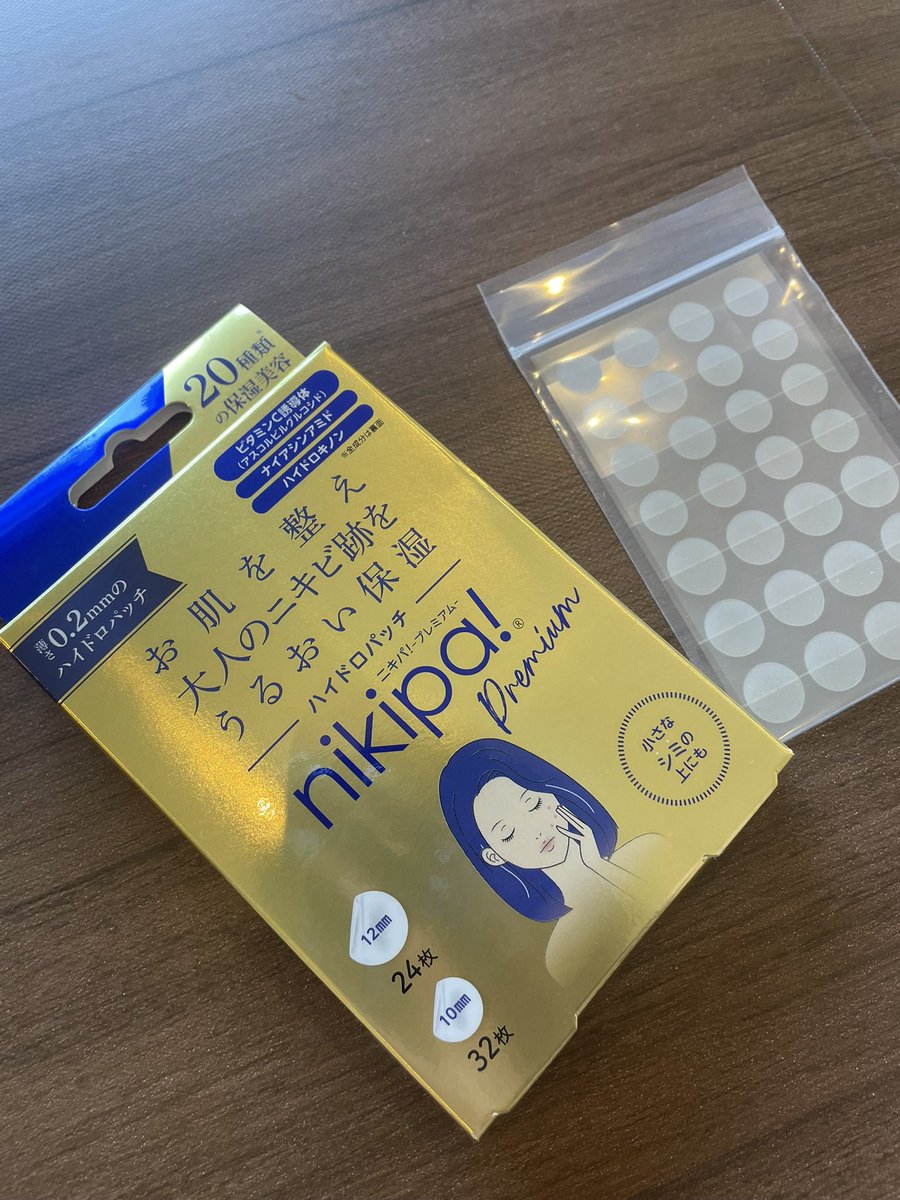 20種類※
の保湿美容
ビタミンC誘導体
(アスコルビルグルコシド)
ナイアシンアミド
ハイドロキノン
※全成分は裏面
薄さ0.2mmの
ハイドロパッチ
お肌を整え
大人のニキビ跡を
うるおい保湿
ハイドロパッチ
ニキパ!-プレミアム-
nikipa!®
Premium
小さな
シミの
上にも
12mm
24枚
10mm
32枚